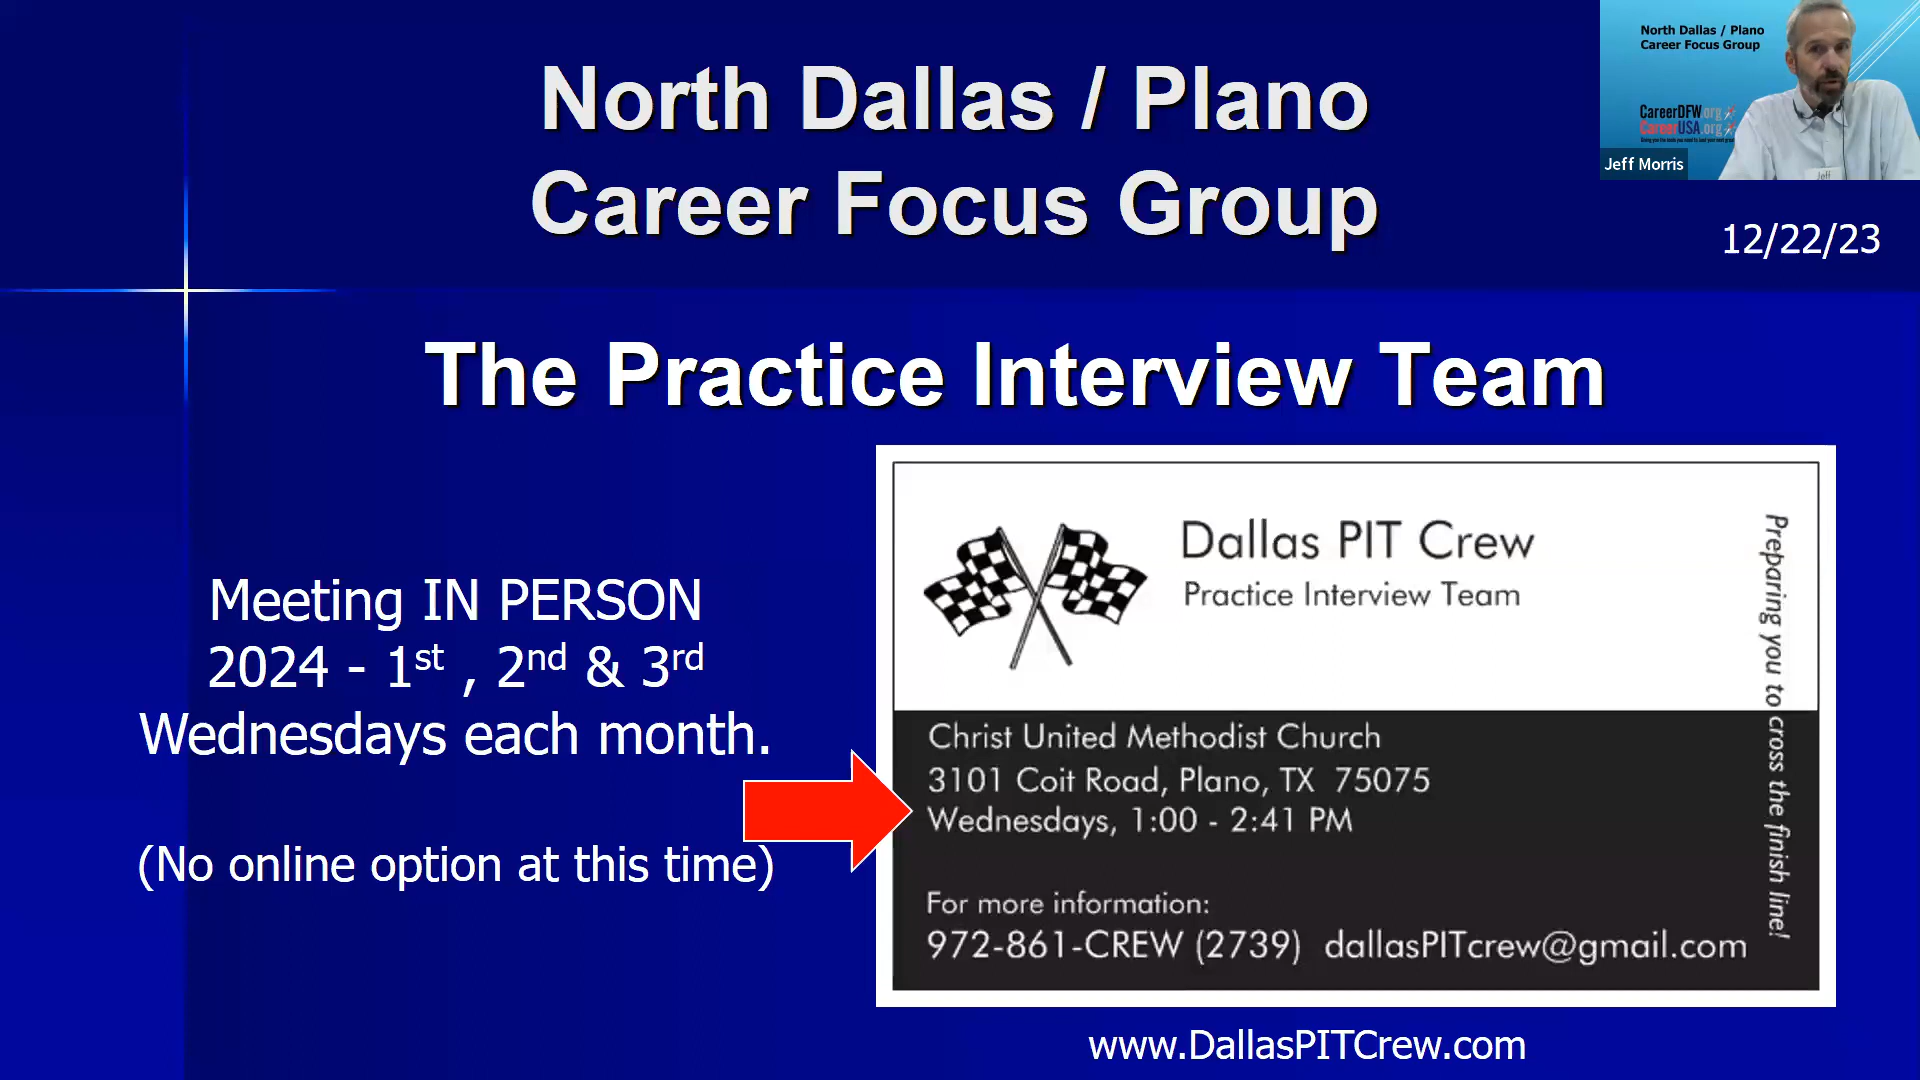 North Dallas / Plano
Career Focus Group
North Dallas / Plano
Career Focus Group
CareerDFW.org
CareerUSA.org
Jeff
Jeff Morris
12/22/23
The Practice Interview Team
Meeting IN PERSON
2024 - 1st , 2nd & 3rd
Wednesdays each month.
(No online option at this time)
Dallas PIT Crew
Practice Interview Team
Preparing you to cross the finish line!
Christ United Methodist Church
3101 Coit Road, Plano, TX 75075
Wednesdays, 1:00 - 2:41 PM
For more information:
972-861-CREW (2739) dallasPITcrew@gmail.com
www.DallasPITCrew.com